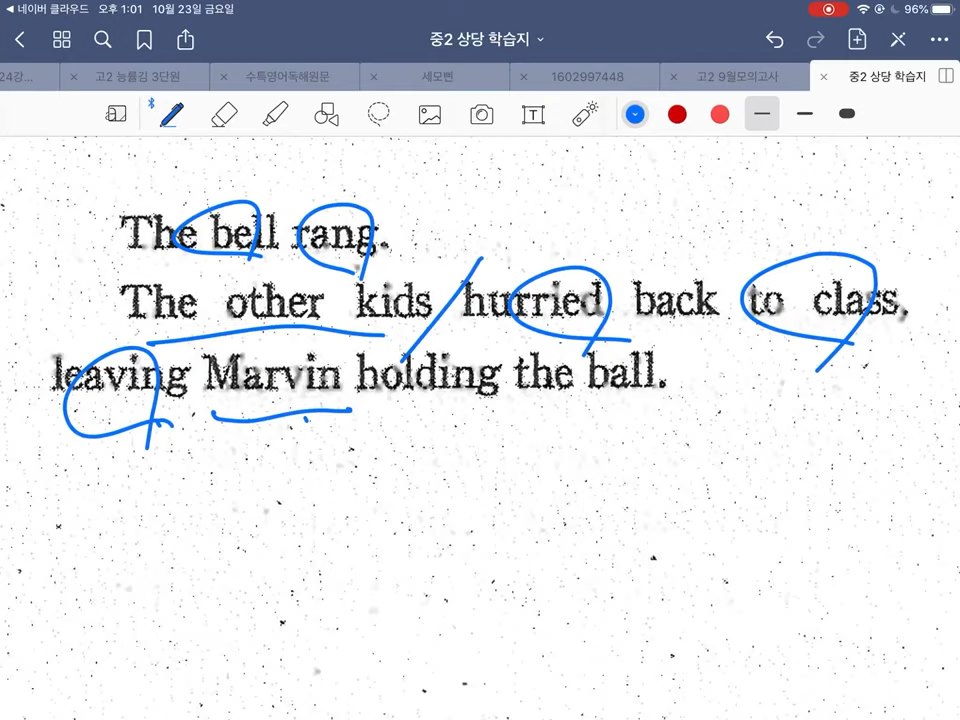 네이버 클라우드 오후 1:01 10월 23일 금요일 96%
중2 상당 학습지
24강... 고2 능률김 3단원 수특영어독해원문 세모삔 1602997448 고2 9월모의고사 중2 상당 학습지
The bell rang.
The other kids hurried back to class,
leaving Marvin holding the ball.